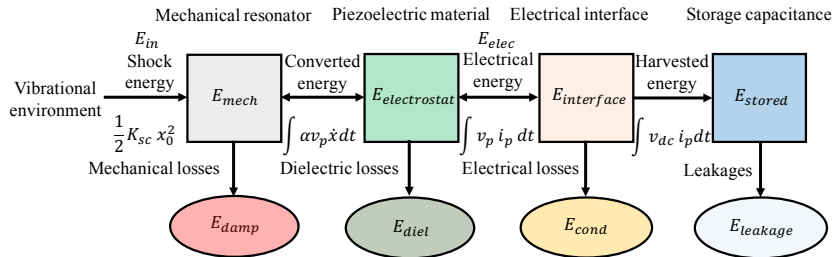 Mechanical resonator
Piezoelectric material
Electrical interface
Storage capacitance
E_in
Shock
energy
Converted
energy
E_elec
Electrical
energy
Harvested
energy
Vibrational
environment
E_mech
E_electrostat
E_interface
E_stored
1/2 K_sc x_0^2
∫ αv_p ẋdt
∫ v_p i_p dt
∫ v_dc i_p dt
Mechanical losses
Dielectric losses
Electrical losses
Leakages
E_damp
E_diel
E_cond
E_leakage